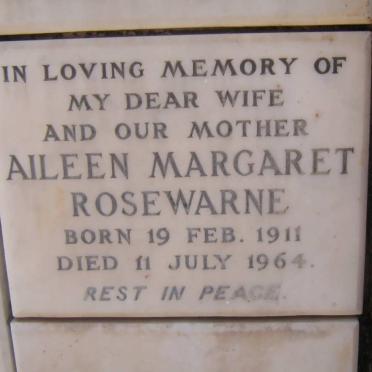 IN LOVING MEMORY OF
MY DEAR WIFE
AND OUR MOTHER
AILEEN MARGARET
ROSEWARNE
BORN 19 FEB. 1911
DIED 11 JULY 1964.
REST IN PEACE.